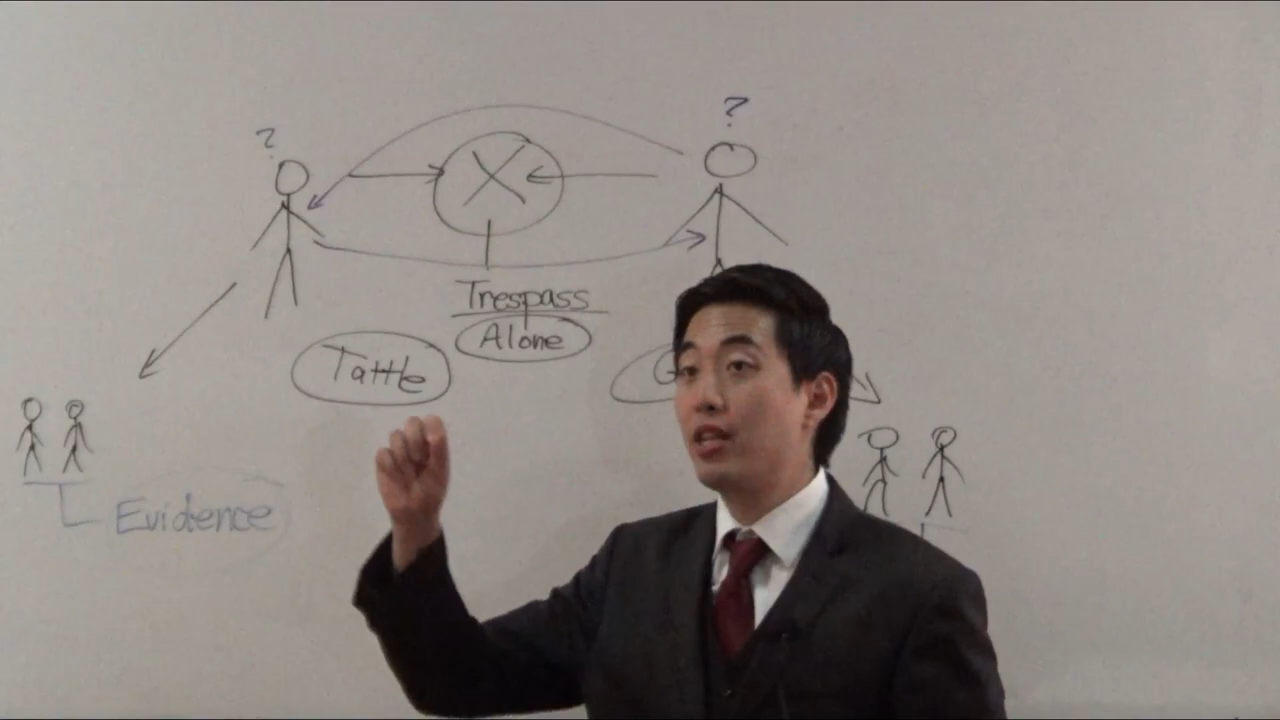 ?
?
X
Trespass
Alone
Tattle
Evidence